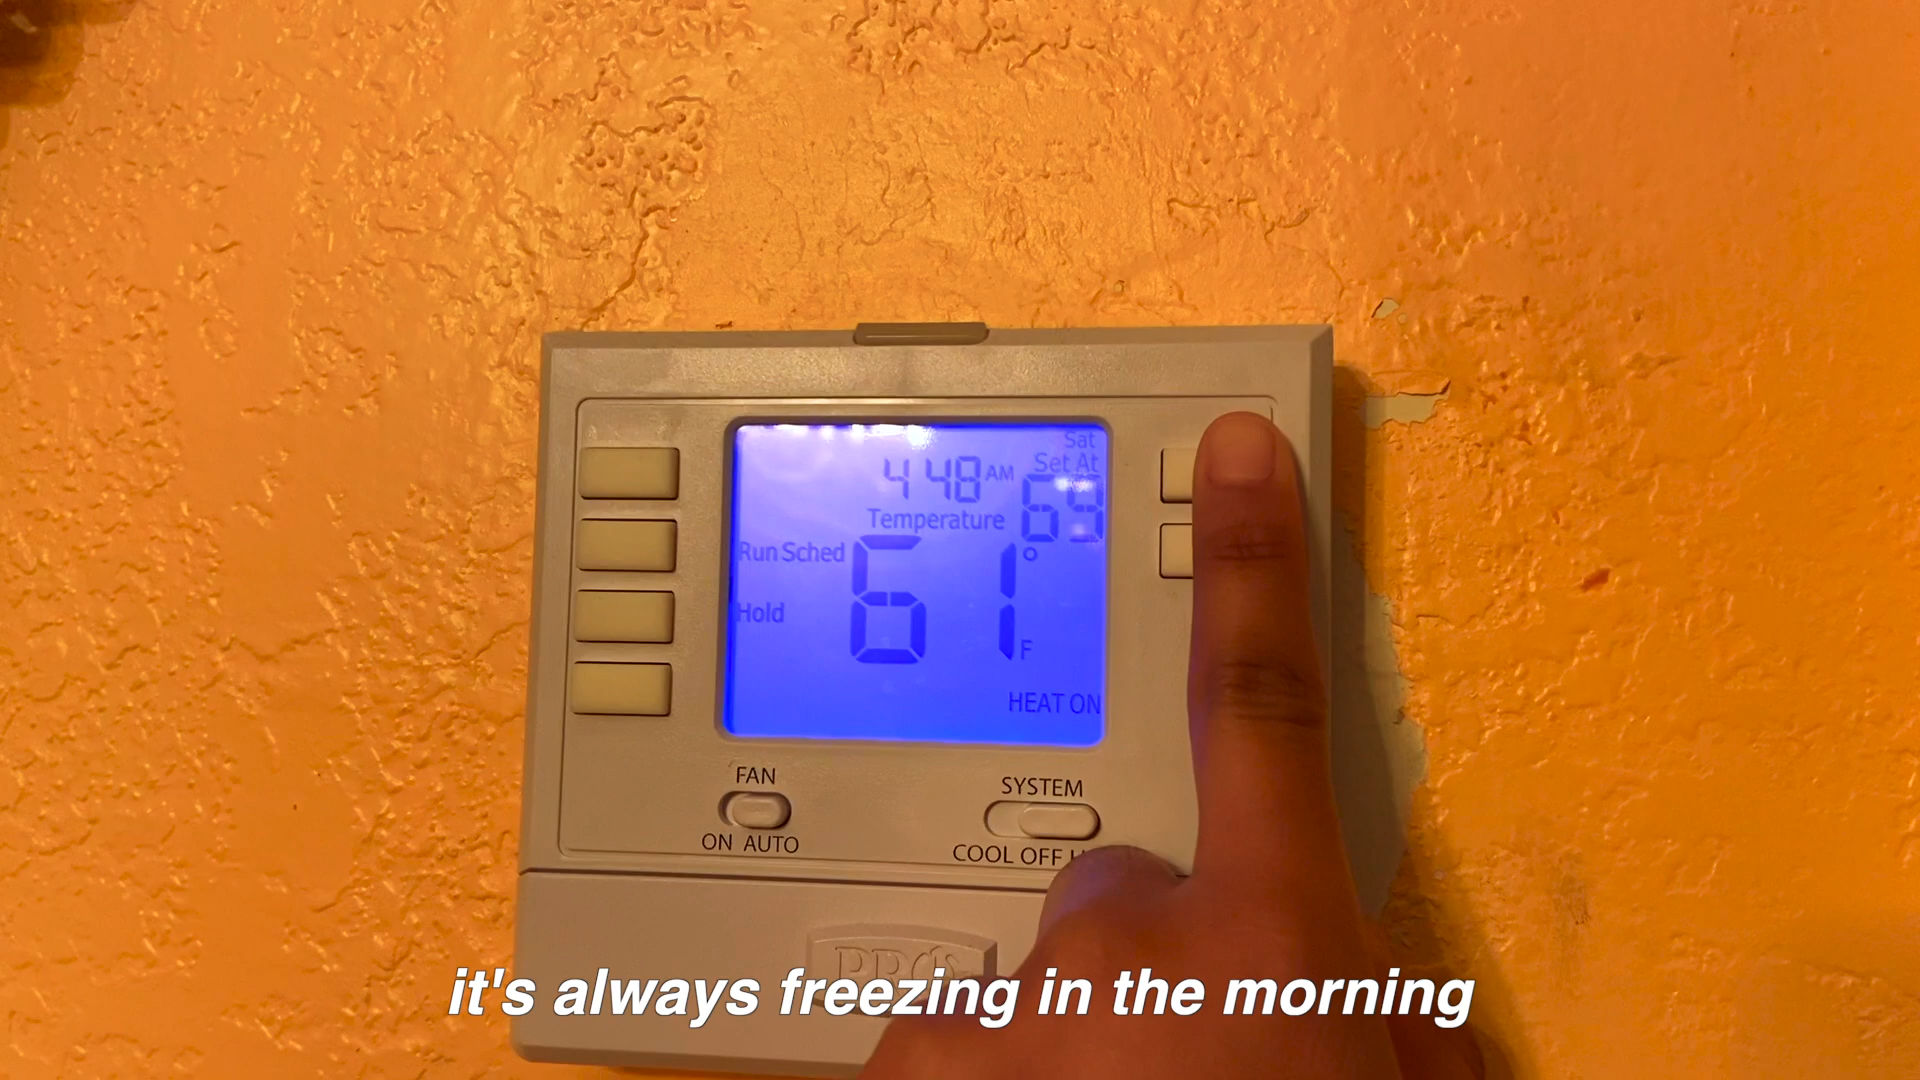 Sat
4 48 AM
Set At
69
Temperature
Run Sched
61°F
Hold
HEAT ON
FAN
ON AUTO
SYSTEM
COOL OFF
it's always freezing in the morning